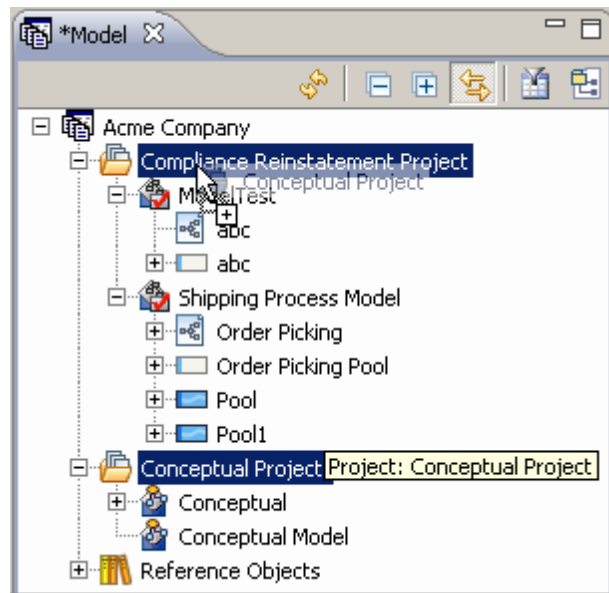 *Model
Acme Company
Compliance Reinstatement Project
Conceptual Project
ModelTest
abc
abc
Shipping Process Model
Order Picking
Order Picking Pool
Pool
Pool1
Conceptual Project Project: Conceptual Project
Conceptual
Conceptual Model
Reference Objects